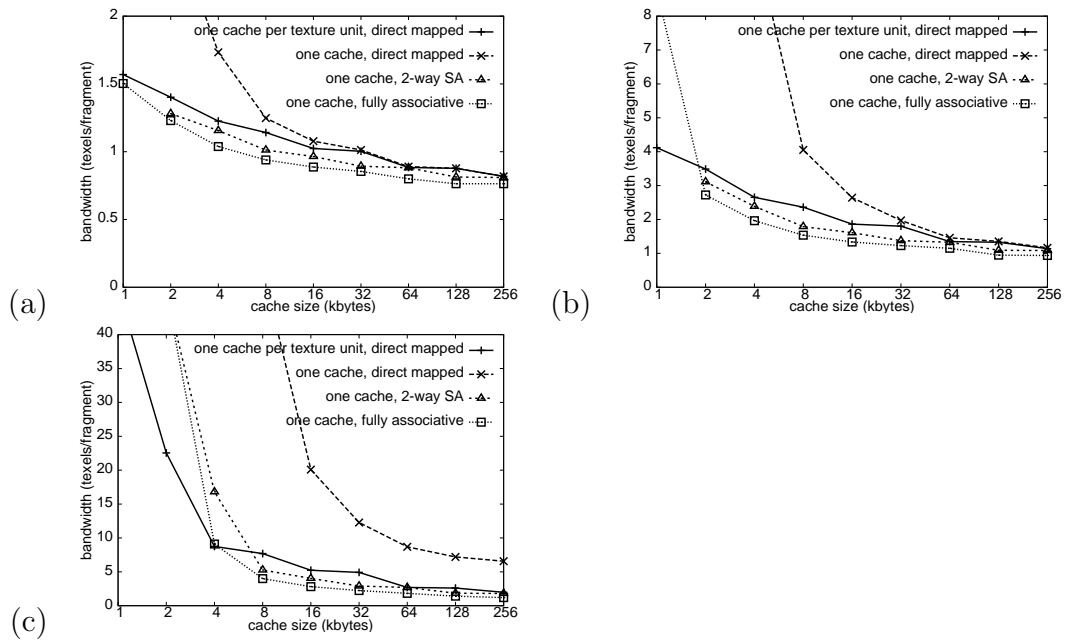 2
1.5
1
0.5
0
bandwidth (texels/fragment)
one cache per texture unit, direct mapped
one cache, direct mapped
one cache, 2-way SA
one cache, fully associative
1 2 4 8 16 32 64 128 256
cache size (kbytes)
(a)
8
7
6
5
4
3
2
1
0
bandwidth (texels/fragment)
one cache per texture unit, direct mapped
one cache, direct mapped
one cache, 2-way SA
one cache, fully associative
1 2 4 8 16 32 64 128 256
cache size (kbytes)
(b)
40
35
30
25
20
15
10
5
0
bandwidth (texels/fragment)
one cache per texture unit, direct mapped
one cache, direct mapped
one cache, 2-way SA
one cache, fully associative
1 2 4 8 16 32 64 128 256
cache size (kbytes)
(c)